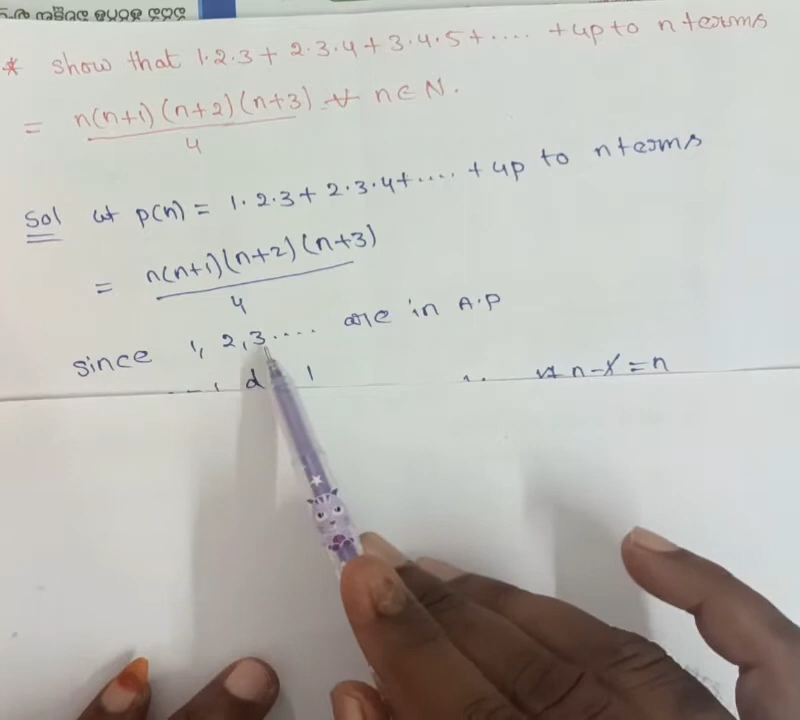 * show that 1·2·3 + 2·3·4 + 3·4·5 + .... + up to n terms
= n(n+1)(n+2)(n+3)/4 ∀ n∈N.
Sol let p(n) = 1·2·3 + 2·3·4 + .... + up to n terms
= n(n+1)(n+2)(n+3)/4
since 1, 2, 3.... are in A.P
d 1 n-1 = n